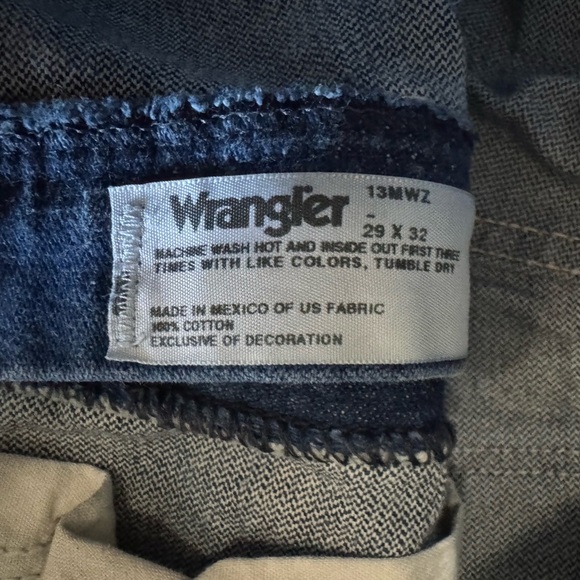 Wrangler 13MWZ
-
29 X 32
MACHINE WASH HOT AND INSIDE OUT FIRST THREE
TIMES WITH LIKE COLORS, TUMBLE DRY
MADE IN MEXICO OF US FABRIC
100% COTTON
EXCLUSIVE OF DECORATION